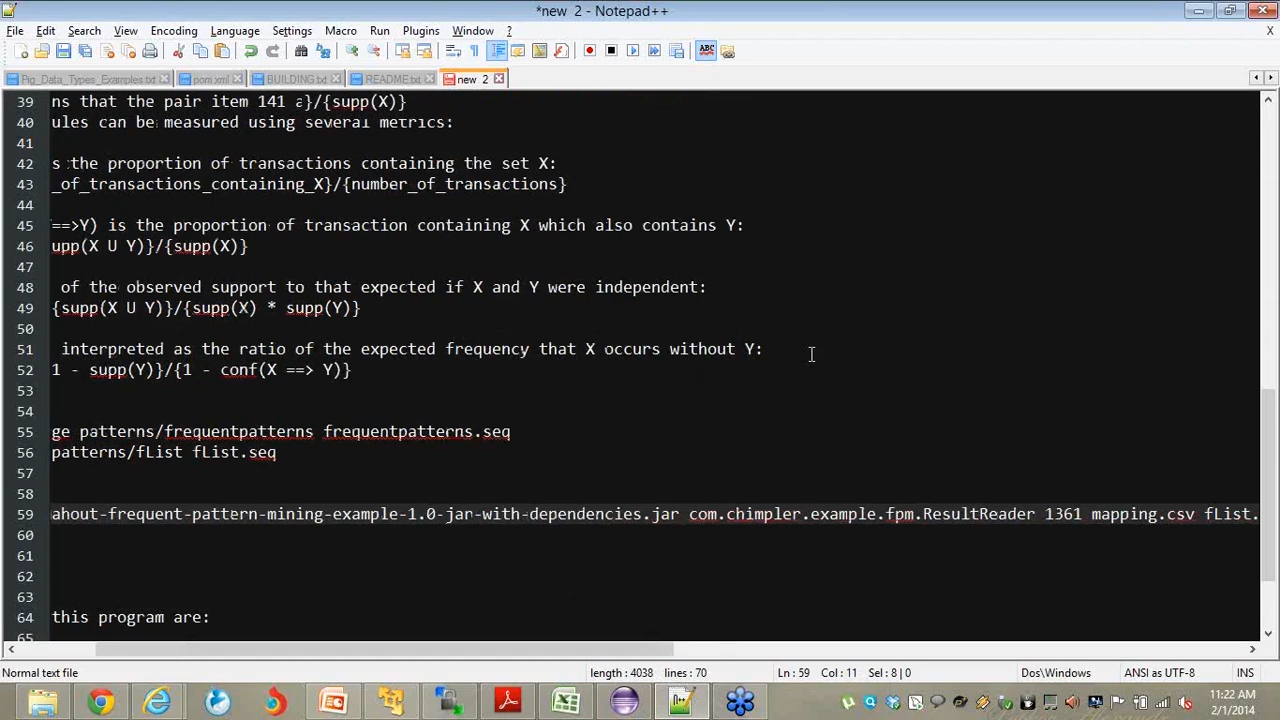 *new 2 - Notepad++
File Edit Search View Encoding Language Settings Macro Run Plugins Window ? X
ABC
Pig_Data_Types_Examples.txt pom.xml BUILDING.txt README.txt new 2
39 ns that the pair item 141 a}/{supp(X)}
40 ules can be measured using several metrics:
41
42 s the proportion of transactions containing the set X:
43 _of_transactions_containing_X}/{number_of_transactions}
44
45 ==>Y) is the proportion of transaction containing X which also contains Y:
46 upp(X U Y)}/{supp(X)}
47
48 of the observed support to that expected if X and Y were independent:
49 {supp(X U Y)}/{supp(X) * supp(Y)}
50
51 interpreted as the ratio of the expected frequency that X occurs without Y:
52 1 - supp(Y)}/{1 - conf(X ==> Y)}
53
54
55 ge patterns/frequentpatterns frequentpatterns.seq
56 patterns/fList fList.seq
57
58
59 ahout-frequent-pattern-mining-example-1.0-jar-with-dependencies.jar com.chimpler.example.fpm.ResultReader 1361 mapping.csv fList.
60
61
62
63
64 this program are:
65
Normal text file length : 4038 lines : 70 Ln : 59 Col : 11 Sel : 8 | 0 Dos\Windows ANSI as UTF-8 INS
11:22 AM
2/1/2014